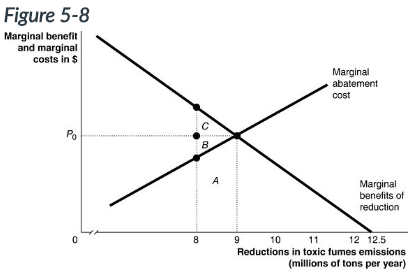 Figure 5-8
Marginal benefit
and marginal
costs in $
Marginal
abatement
cost
C
P0
B
A
Marginal
benefits of
reduction
0
8 9 10 11 12 12.5
Reductions in toxic fumes emissions
(millions of tons per year)